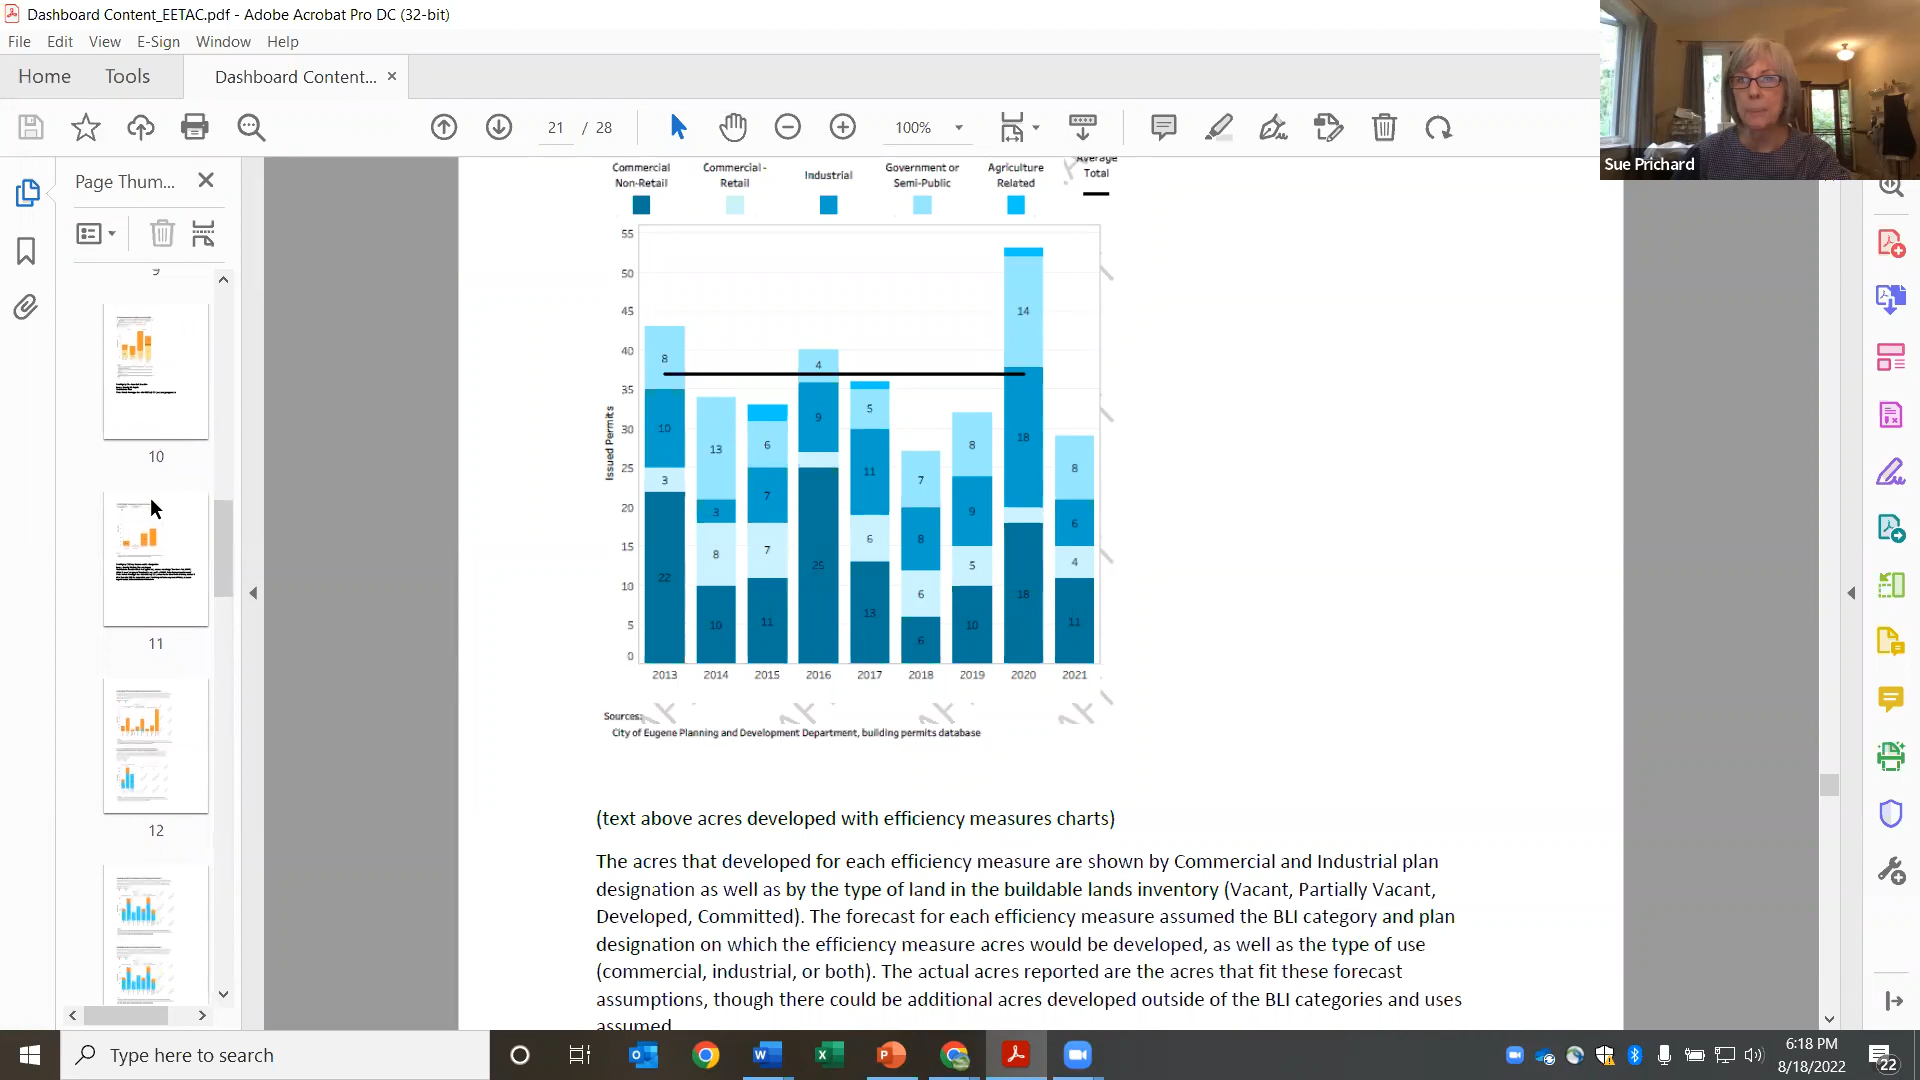 Dashboard Content_EETAC.pdf - Adobe Acrobat Pro DC (32-bit)
File Edit View E-Sign Window Help
Home Tools Dashboard Content... ×
21 / 28 100%
Sue Prichard
Page Thum...
9
10
11
12
Commercial Non-Retail
Commercial - Retail
Industrial
Government or Semi-Public
Agriculture Related
Average Total
Issued Permits
55
50
45
40
35
30
25
20
15
10
5
0
8
10
3
22
13
3
8
10
6
7
7
11
4
9
25
5
11
6
13
7
8
6
6
8
9
5
10
14
18
18
8
6
4
11
2013 2014 2015 2016 2017 2018 2019 2020 2021
Sources:
City of Eugene Planning and Development Department, building permits database
(text above acres developed with efficiency measures charts)
The acres that developed for each efficiency measure are shown by Commercial and Industrial plan
designation as well as by the type of land in the buildable lands inventory (Vacant, Partially Vacant,
Developed, Committed). The forecast for each efficiency measure assumed the BLI category and plan
designation on which the efficiency measure acres would be developed, as well as the type of use
(commercial, industrial, or both). The actual acres reported are the acres that fit these forecast
assumptions, though there could be additional acres developed outside of the BLI categories and uses
assumed
Type here to search
6:18 PM
8/18/2022
22